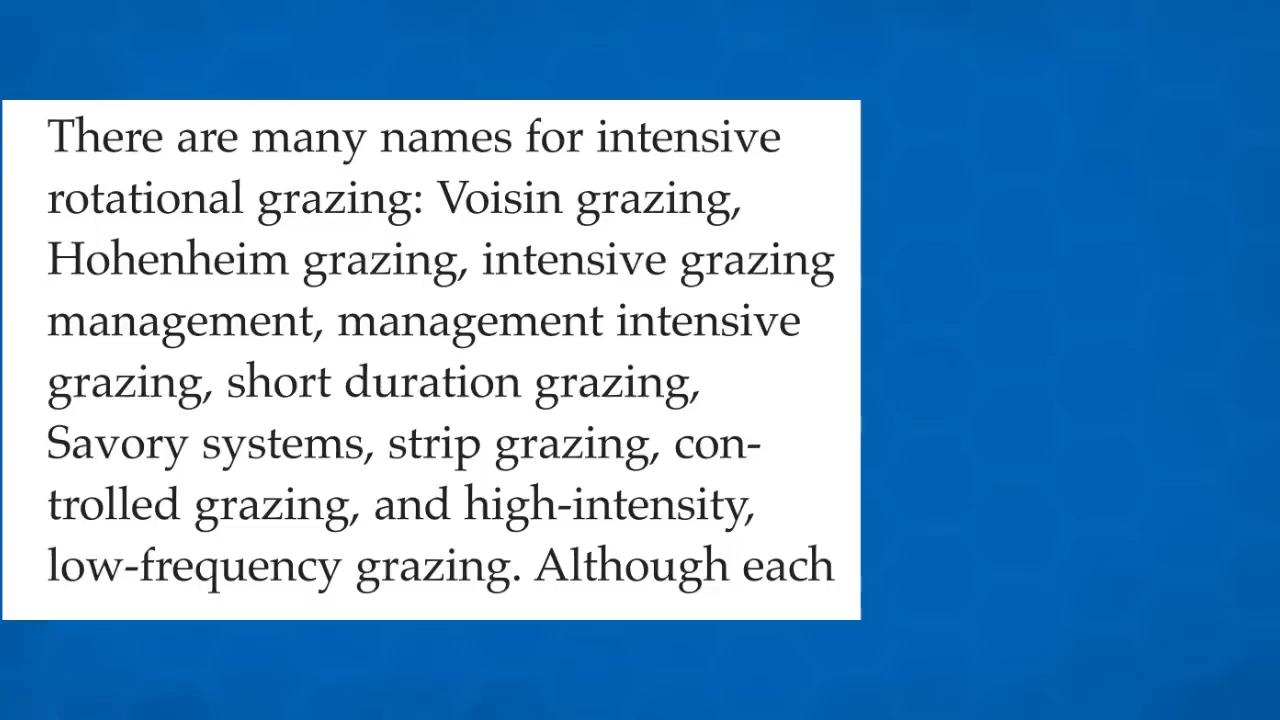 There are many names for intensive
rotational grazing: Voisin grazing,
Hohenheim grazing, intensive grazing
management, management intensive
grazing, short duration grazing,
Savory systems, strip grazing, con-
trolled grazing, and high-intensity,
low-frequency grazing. Although each